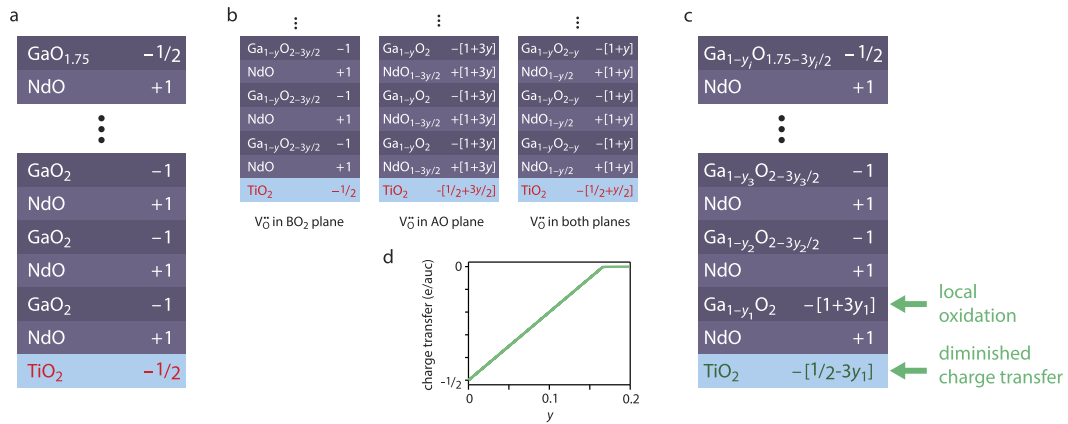 a
GaO1.75 –1/2
NdO +1
GaO2 –1
NdO +1
GaO2 –1
NdO +1
GaO2 –1
NdO +1
TiO2 –1/2
b
Ga1–yO2–3y/2 –1
NdO +1
Ga1–yO2–3y/2 –1
NdO +1
Ga1–yO2–3y/2 –1
NdO +1
TiO2 –1/2
V̈O in BO2 plane
Ga1–yO2 –[1+3y]
NdO1–3y/2 +[1+3y]
Ga1–yO2 –[1+3y]
NdO1–3y/2 +[1+3y]
Ga1–yO2 –[1+3y]
NdO1–3y/2 +[1+3y]
TiO2 -[1/2+3y/2]
V̈O in AO plane
Ga1–yO2–y –[1+y]
NdO1–y/2 +[1+y]
Ga1–yO2–y –[1+y]
NdO1–y/2 +[1+y]
Ga1–yO2–y –[1+y]
NdO1–y/2 +[1+y]
TiO2 –[1/2+y/2]
V̈O in both planes
d
charge transfer (e/auc)
0
-1/2
0 0.2
y
c
Ga1–yiO1.75–3yi/2 –1/2
NdO +1
Ga1–y3O2–3y3/2 –1
NdO +1
Ga1–y2O2–3y2/2 –1
NdO +1
Ga1–y1O2 –[1+3y1]
NdO +1
TiO2 –[1/2-3y1]
local
oxidation
diminished
charge transfer